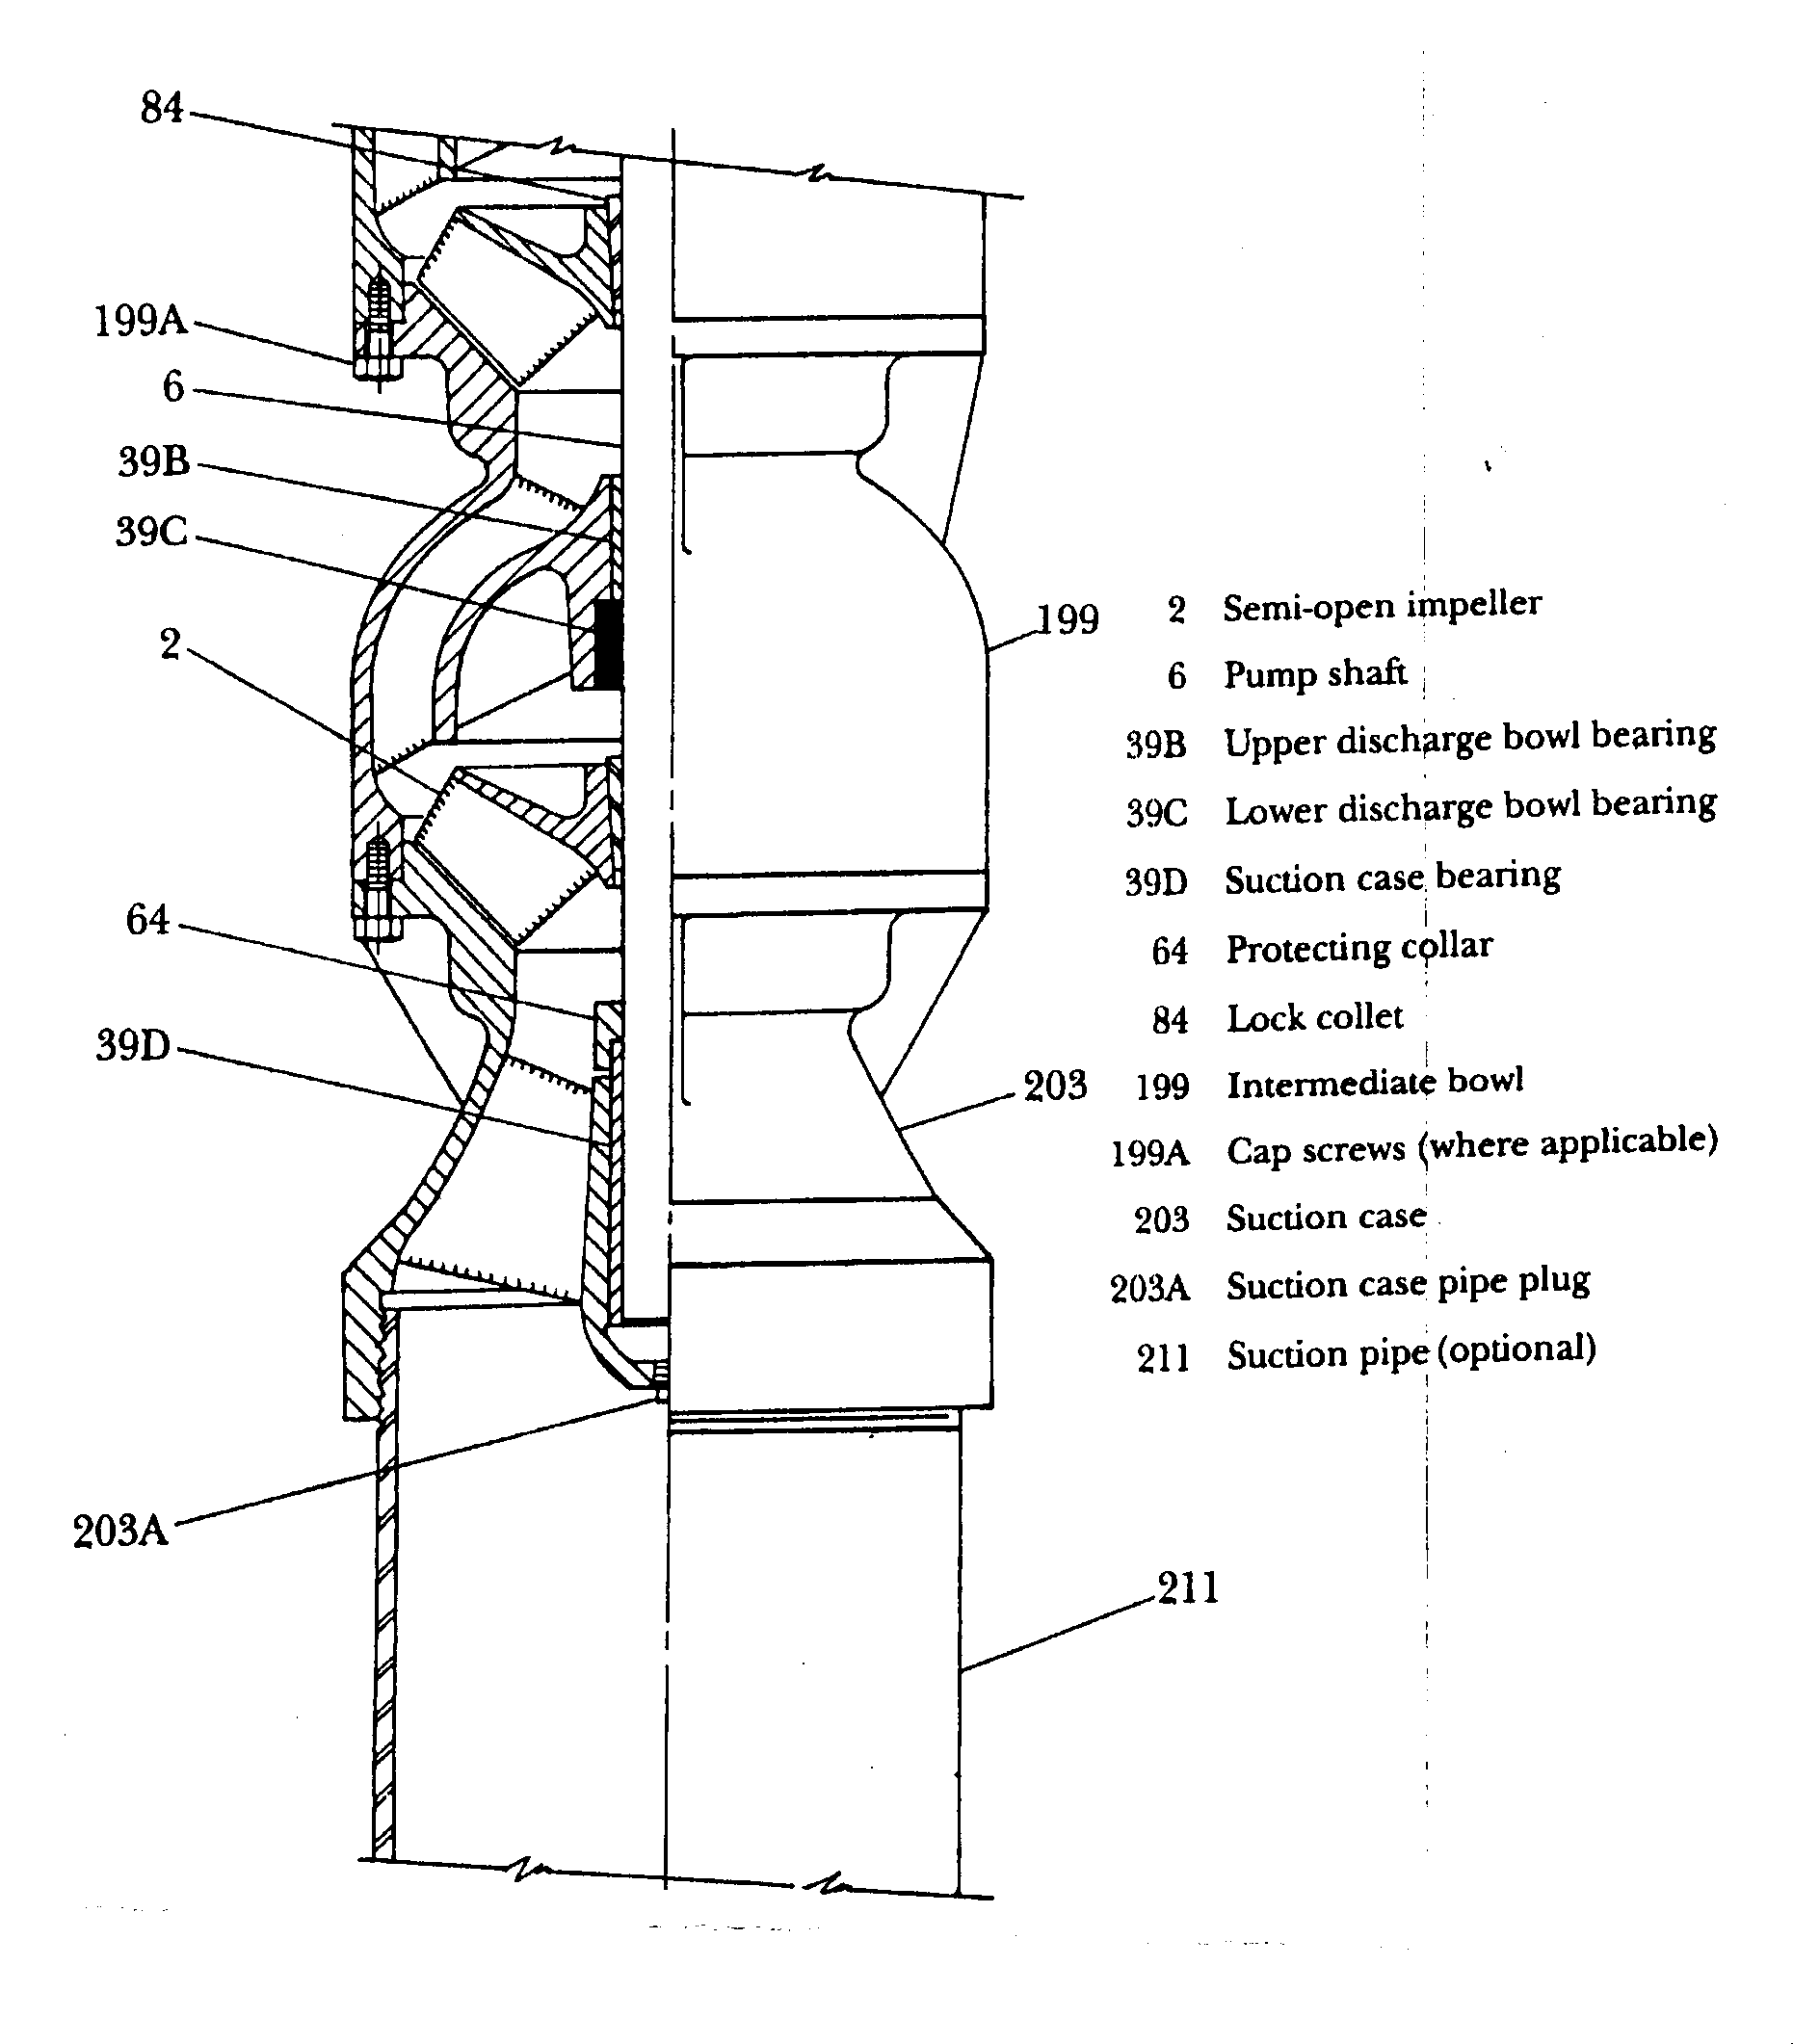 84
199A
6
39B
39C
2
64
39D
203A
199
203
211
2 Semi-open impeller
6 Pump shaft
39B Upper discharge bowl bearing
39C Lower discharge bowl bearing
39D Suction case bearing
64 Protecting collar
84 Lock collet
199 Intermediate bowl
199A Cap screws (where applicable)
203 Suction case
203A Suction case pipe plug
211 Suction pipe (optional)